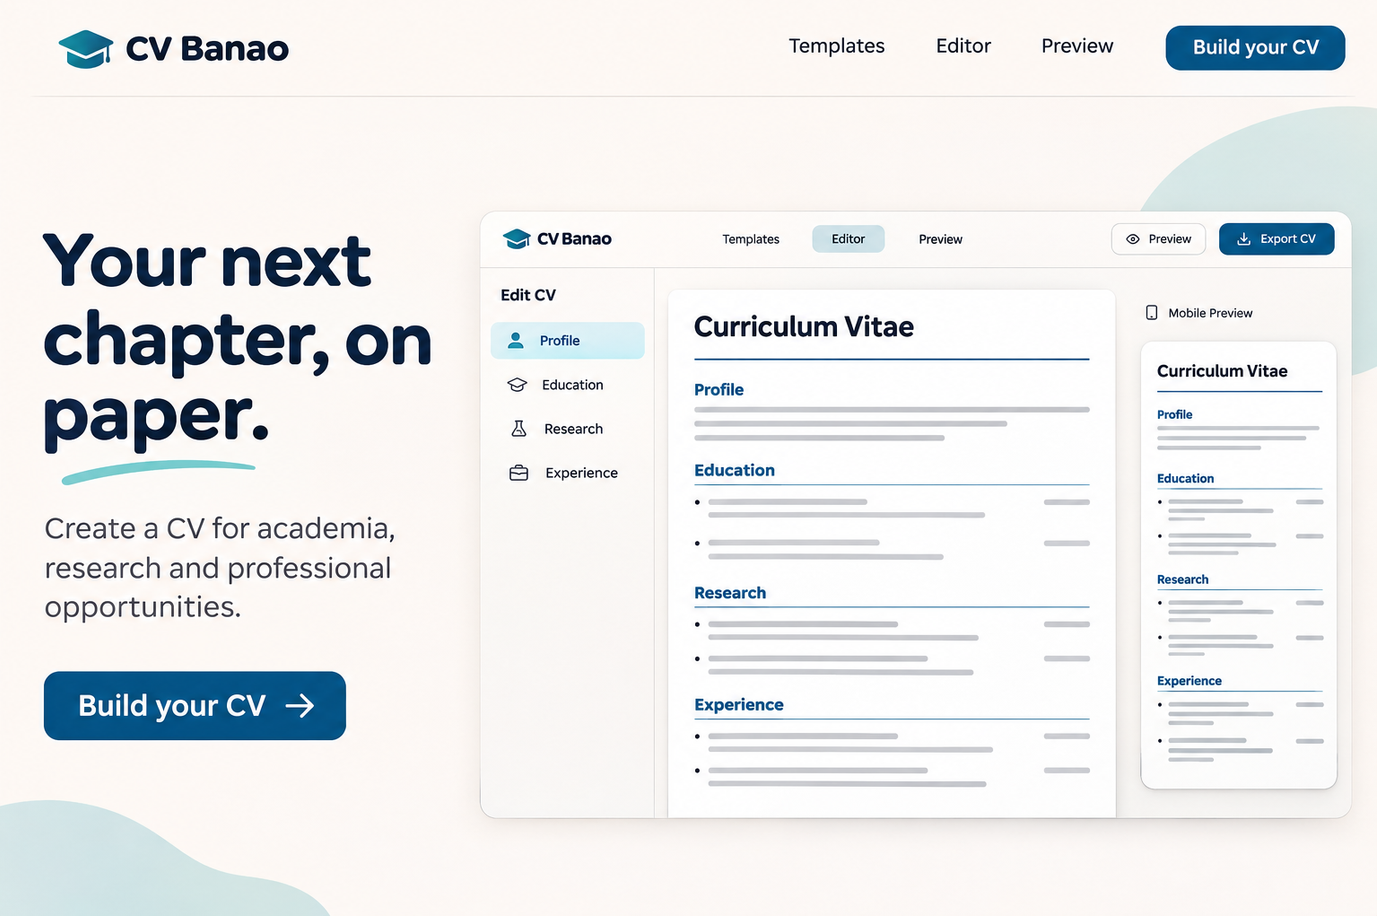 CV Banao
Templates
Editor
Preview
Build your CV
Your next
chapter, on
paper.
Create a CV for academia,
research and professional
opportunities.
Build your CV
CV Banao
Templates
Editor
Preview
Preview
Export CV
Edit CV
Profile
Education
Research
Experience
Curriculum Vitae
Profile
Education
Research
Experience
Mobile Preview
Curriculum Vitae
Profile
Education
Research
Experience